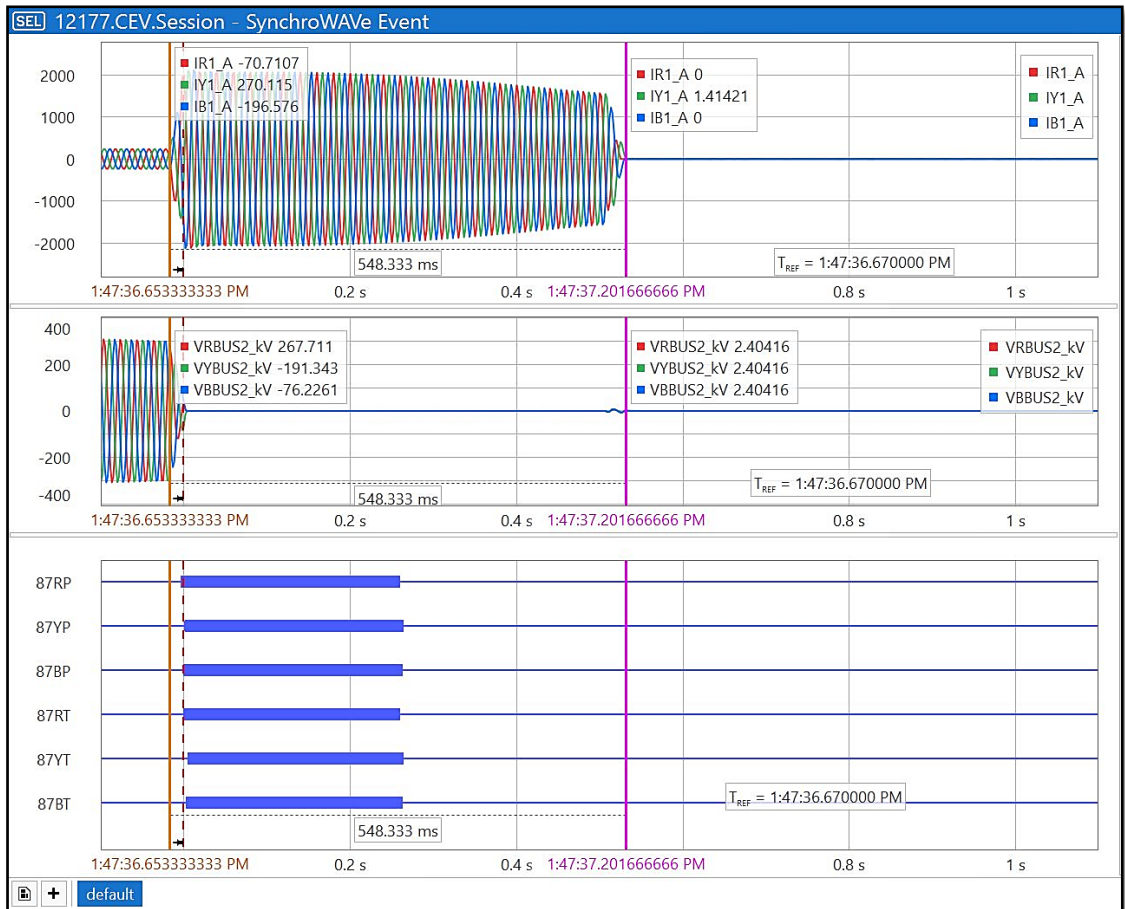 SEL 12177.CEV.Session - SynchroWAVe Event
2000
1000
0
-1000
-2000
IR1_A -70.7107
IY1_A 270.115
IB1_A -196.576
IR1_A 0
IY1_A 1.41421
IB1_A 0
IR1_A
IY1_A
IB1_A
548.333 ms
TREF = 1:47:36.670000 PM
1:47:36.653333333 PM 0.2 s 0.4 s 1:47:37.201666666 PM 0.8 s 1 s
400
200
0
-200
-400
VRBUS2_kV 267.711
VYBUS2_kV -191.343
VBBUS2_kV -76.2261
VRBUS2_kV 2.40416
VYBUS2_kV 2.40416
VBBUS2_kV 2.40416
VRBUS2_kV
VYBUS2_kV
VBBUS2_kV
548.333 ms
TREF = 1:47:36.670000 PM
1:47:36.653333333 PM 0.2 s 0.4 s 1:47:37.201666666 PM 0.8 s 1 s
87RP
87YP
87BP
87RT
87YT
87BT
548.333 ms
TREF = 1:47:36.670000 PM
1:47:36.653333333 PM 0.2 s 0.4 s 1:47:37.201666666 PM 0.8 s 1 s
+ default